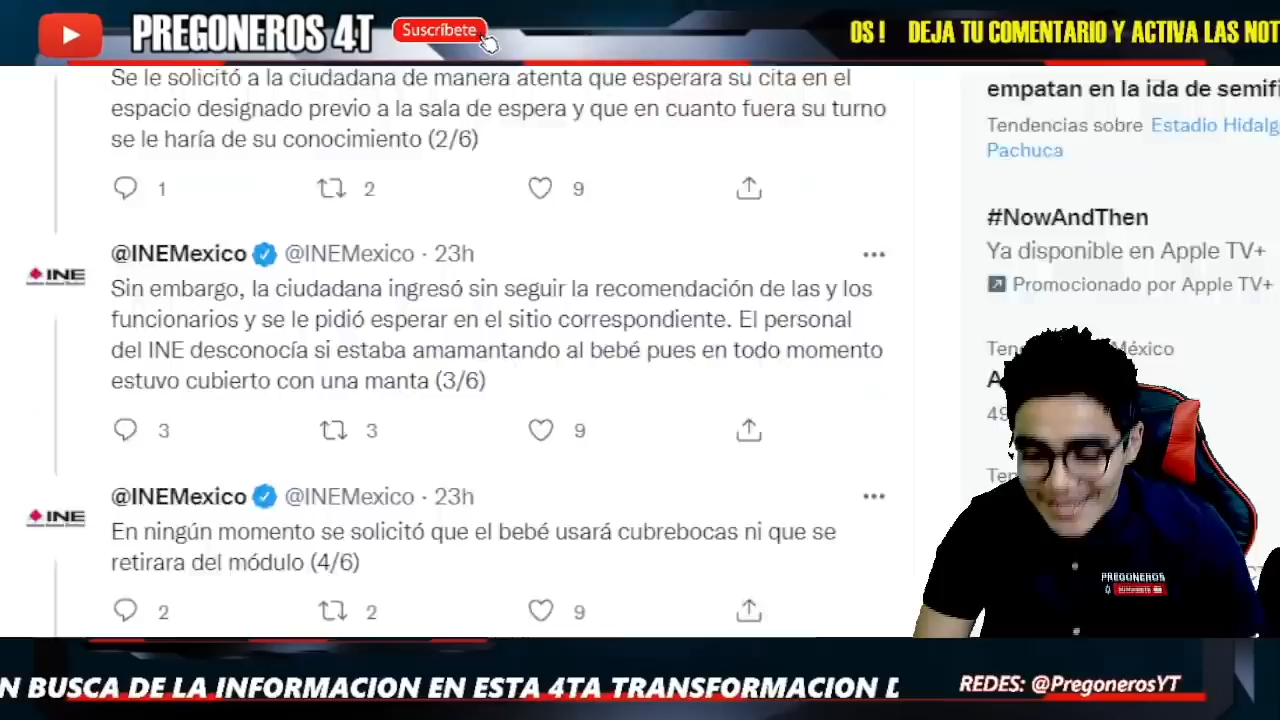 PREGONEROS 4T
Suscríbete
OS ! DEJA TU COMENTARIO Y ACTIVA LAS NOT
Se le solicitó a la ciudadana de manera atenta que esperara su cita en el
espacio designado previo a la sala de espera y que en cuanto fuera su turno
se le haría de su conocimiento (2/6)
1 2 9
@INEMexico @INEMexico · 23h
INE
Sin embargo, la ciudadana ingresó sin seguir la recomendación de las y los
funcionarios y se le pidió esperar en el sitio correspondiente. El personal
del INE desconocía si estaba amamantando al bebé pues en todo momento
estuvo cubierto con una manta (3/6)
3 3 9
@INEMexico @INEMexico · 23h
INE
En ningún momento se solicitó que el bebé usará cubrebocas ni que se
retirara del módulo (4/6)
2 2 9
empatan en la ida de semifi
Tendencias sobre Estadio Hidalg
Pachuca
#NowAndThen
Ya disponible en Apple TV+
Promocionado por Apple TV+
Ten México
A
49
Ten
PREGONEROS
N BUSCA DE LA INFORMACION EN ESTA 4TA TRANSFORMACION D
REDES: @PregonerosYT